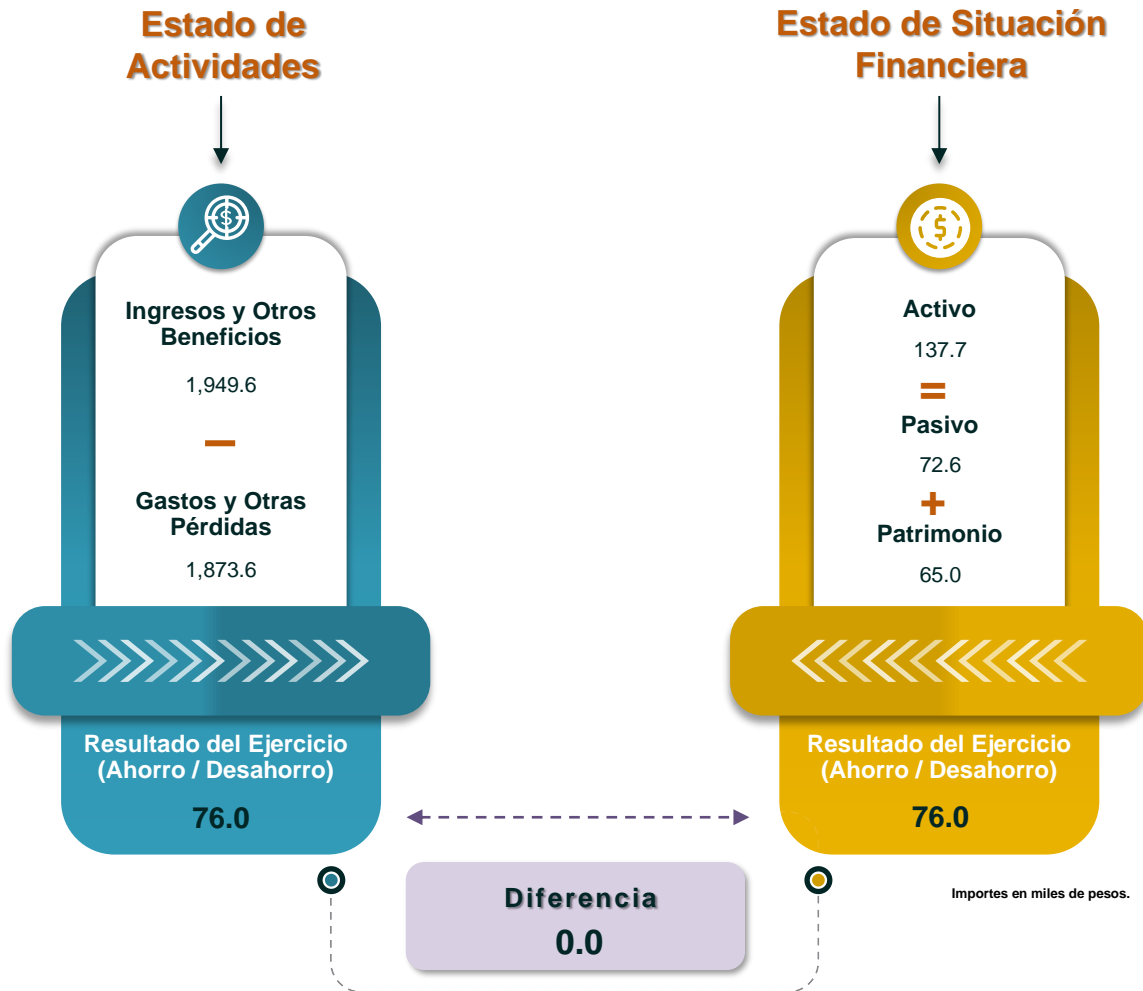 Estado de
Actividades
Ingresos y Otros
Beneficios
1,949.6
–
Gastos y Otras
Pérdidas
1,873.6
Resultado del Ejercicio
(Ahorro / Desahorro)
76.0
Estado de Situación
Financiera
$
Activo
137.7
=
Pasivo
72.6
+
Patrimonio
65.0
Resultado del Ejercicio
(Ahorro / Desahorro)
76.0
Diferencia
0.0
Importes en miles de pesos.